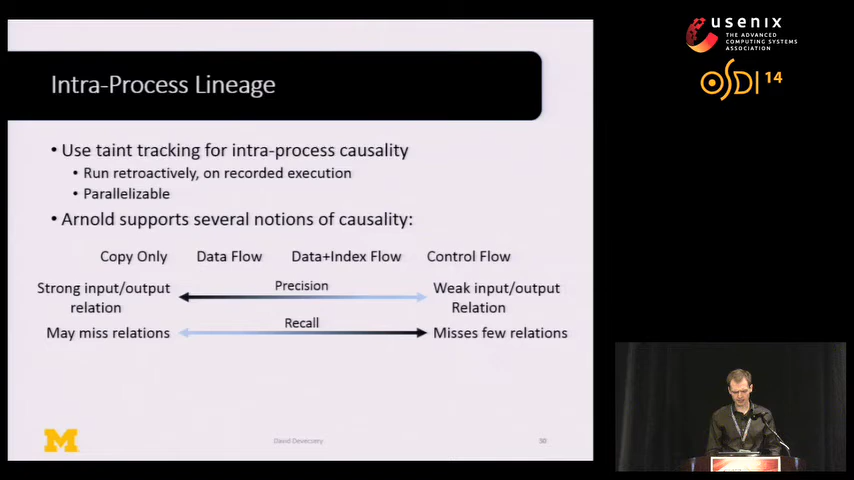 Intra-Process Lineage
• Use taint tracking for intra-process causality
• Run retroactively, on recorded execution
• Parallelizable
• Arnold supports several notions of causality:
Copy Only Data Flow Data+Index Flow Control Flow
Strong input/output relation
Precision
Weak input/output Relation
May miss relations
Recall
Misses few relations
M
David Devecsery
50
usenix
THE ADVANCED
COMPUTING SYSTEMS
ASSOCIATION
OSDI 14